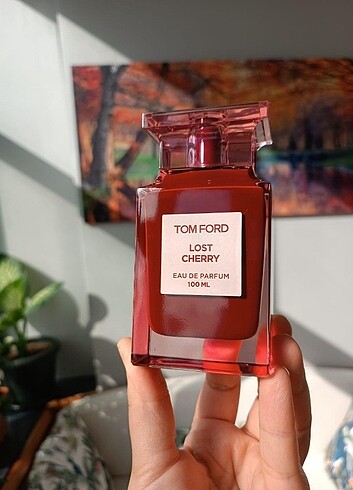 TOM FORD
LOST
CHERRY
EAU DE PARFUM
100 ML